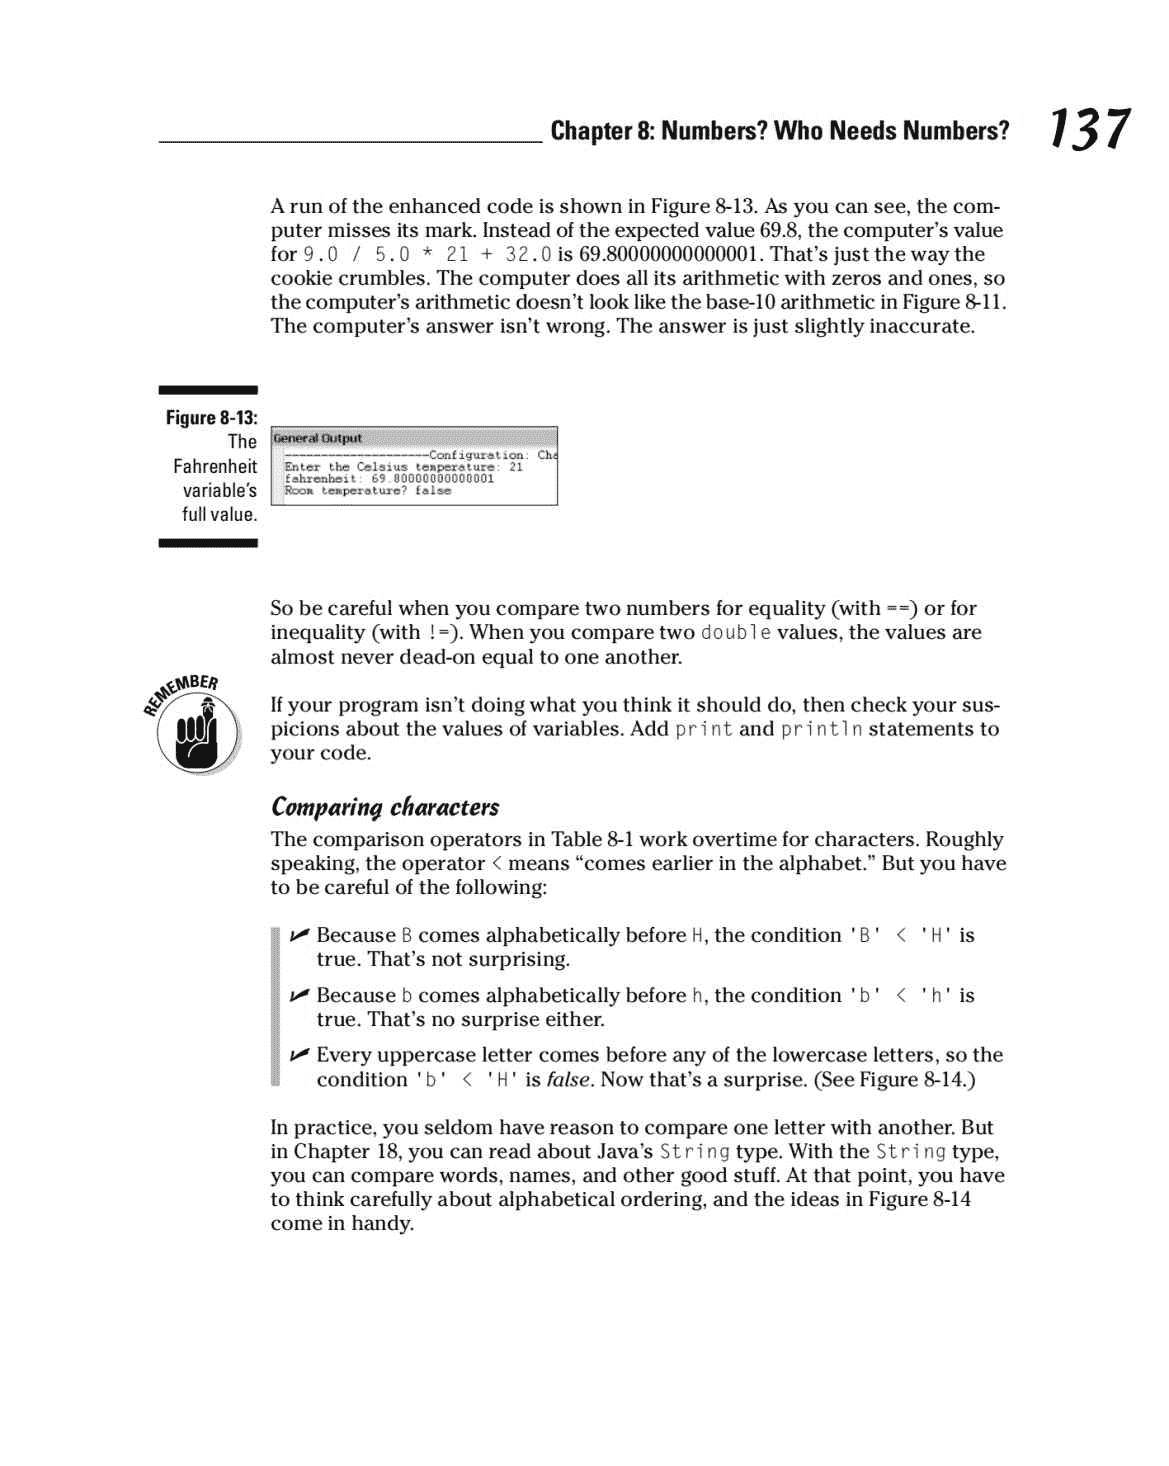 Chapter 8: Numbers? Who Needs Numbers? 137
A run of the enhanced code is shown in Figure 8-13. As you can see, the com-
puter misses its mark. Instead of the expected value 69.8, the computer's value
for 9.0 / 5.0 * 21 + 32.0 is 69.80000000000001. That's just the way the
cookie crumbles. The computer does all its arithmetic with zeros and ones, so
the computer's arithmetic doesn't look like the base-10 arithmetic in Figure 8-11.
The computer's answer isn't wrong. The answer is just slightly inaccurate.
Figure 8-13:
The
Fahrenheit
variable's
full value.
General Output
--------------------Configuration: Cha
Enter the Celsius temperature: 21
fahrenheit: 69.80000000000001
Room temperature? false
So be careful when you compare two numbers for equality (with ==) or for
inequality (with !=). When you compare two double values, the values are
almost never dead-on equal to one another.
REMEMBER
If your program isn't doing what you think it should do, then check your sus-
picions about the values of variables. Add print and println statements to
your code.
Comparing characters
The comparison operators in Table 8-1 work overtime for characters. Roughly
speaking, the operator < means “comes earlier in the alphabet.” But you have
to be careful of the following:
✓ Because B comes alphabetically before H, the condition 'B' < 'H' is
true. That's not surprising.
✓ Because b comes alphabetically before h, the condition 'b' < 'h' is
true. That's no surprise either.
✓ Every uppercase letter comes before any of the lowercase letters, so the
condition 'b' < 'H' is false. Now that's a surprise. (See Figure 8-14.)
In practice, you seldom have reason to compare one letter with another. But
in Chapter 18, you can read about Java's String type. With the String type,
you can compare words, names, and other good stuff. At that point, you have
to think carefully about alphabetical ordering, and the ideas in Figure 8-14
come in handy.